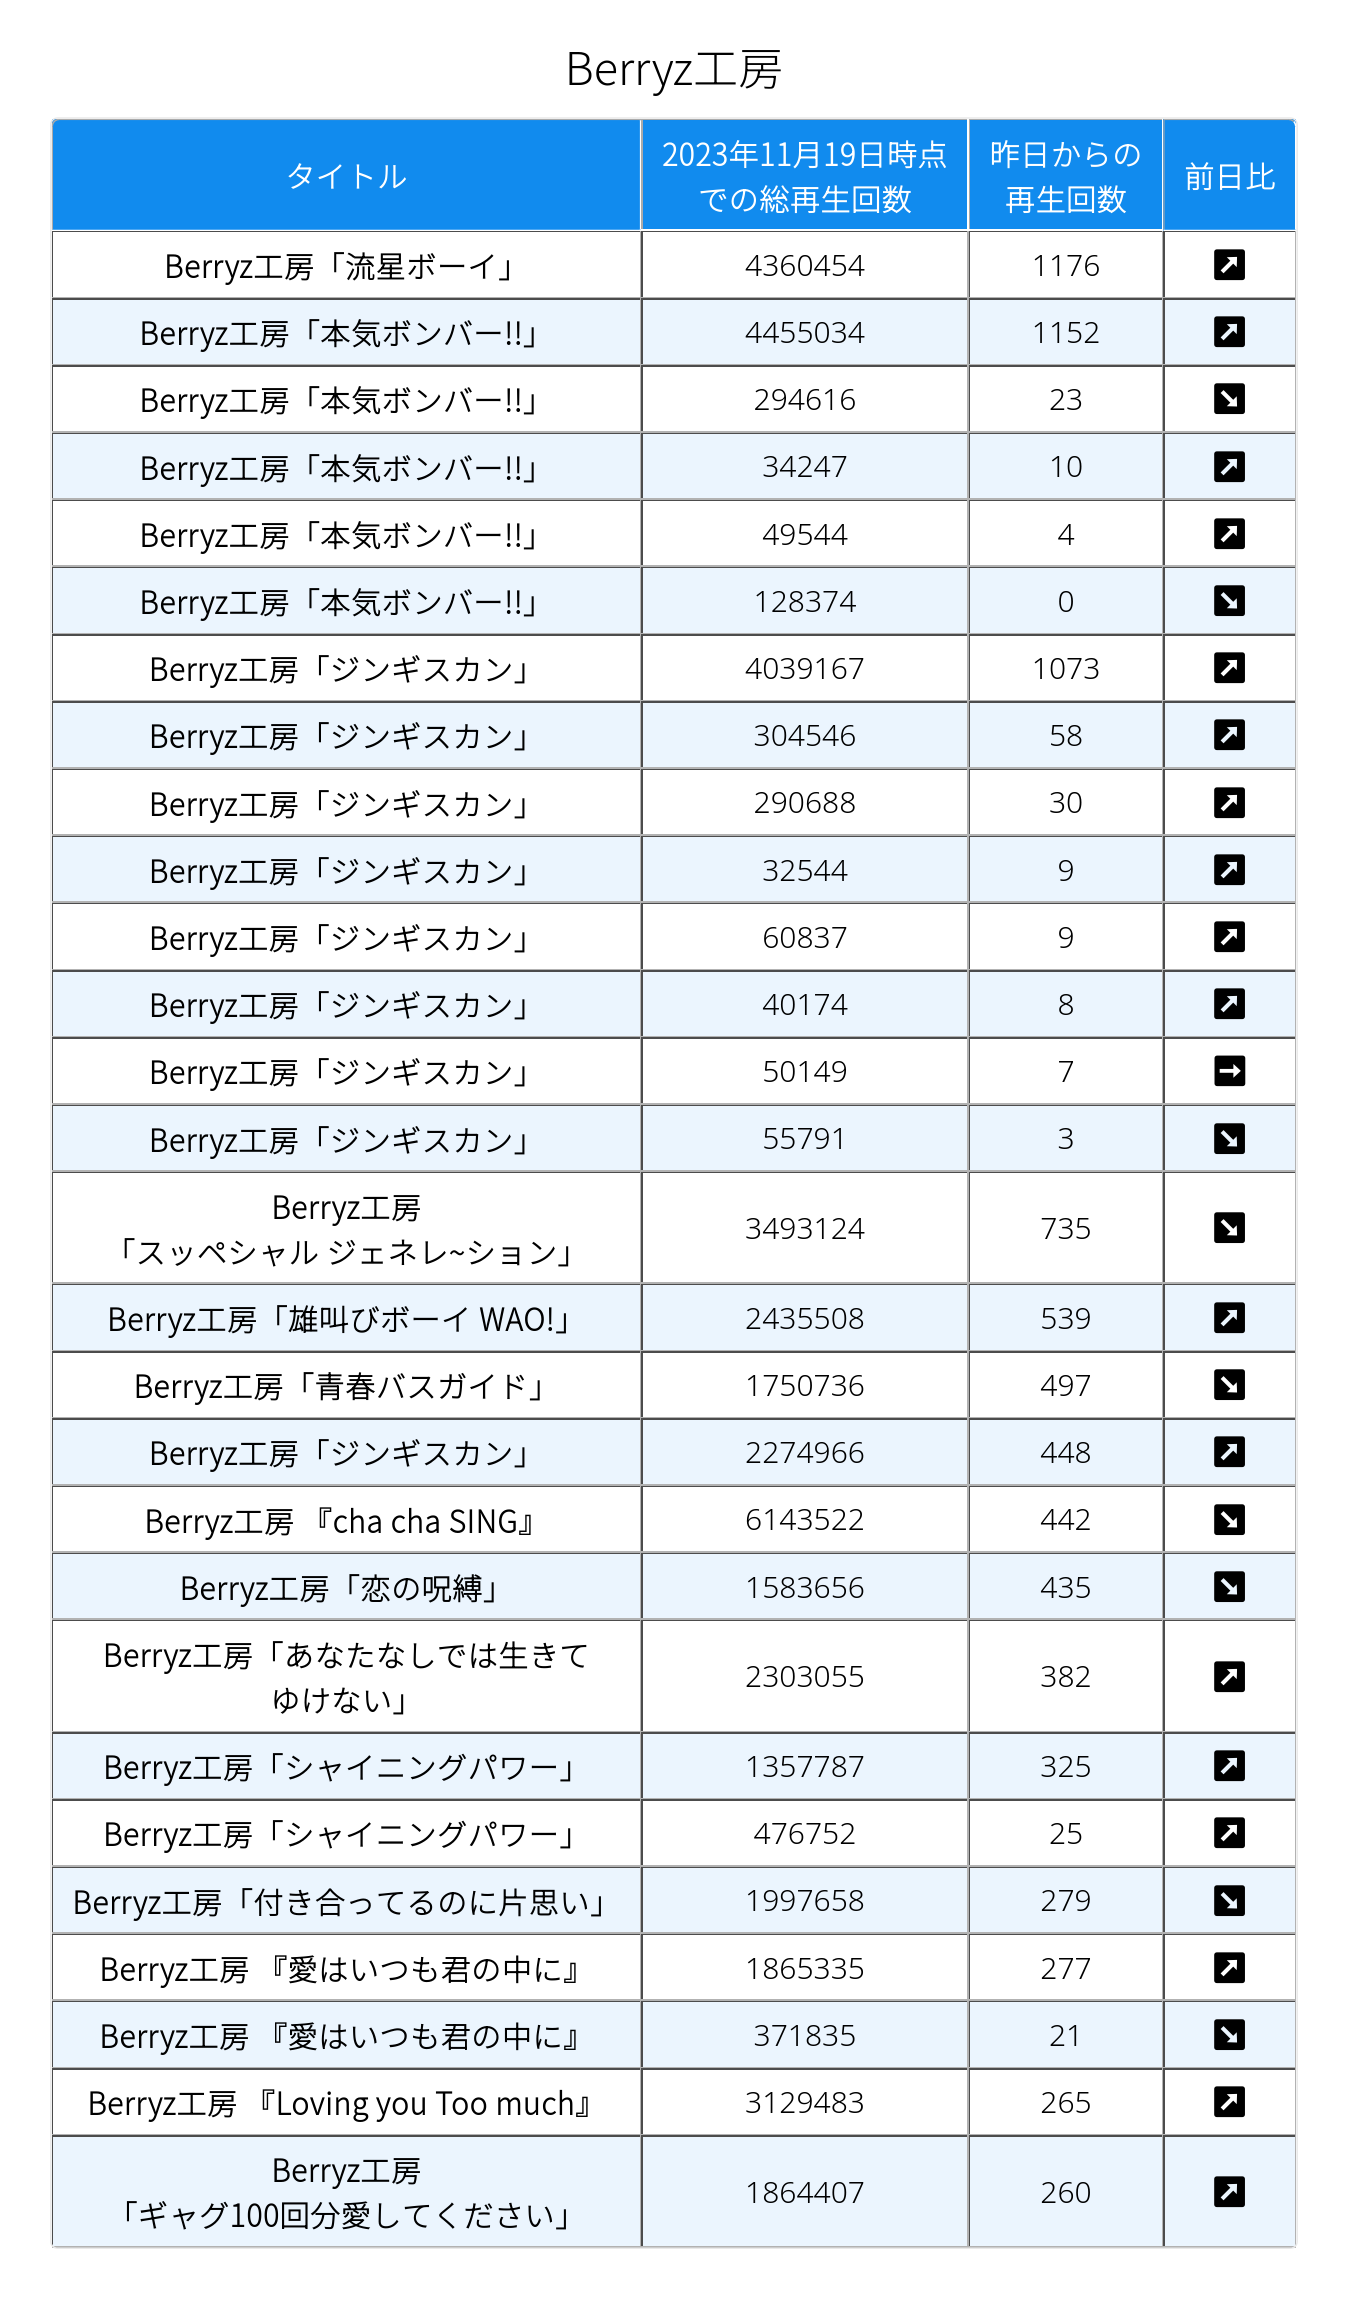 Berryz工房
タイトル
2023年11月19日時点
での総再生回数
昨日からの
再生回数
前日比
Berryz工房「流星ボーイ」 4360454 1176
Berryz工房「本気ボンバー!!」 4455034 1152
Berryz工房「本気ボンバー!!」 294616 23
Berryz工房「本気ボンバー!!」 34247 10
Berryz工房「本気ボンバー!!」 49544 4
Berryz工房「本気ボンバー!!」 128374 0
Berryz工房「ジンギスカン」 4039167 1073
Berryz工房「ジンギスカン」 304546 58
Berryz工房「ジンギスカン」 290688 30
Berryz工房「ジンギスカン」 32544 9
Berryz工房「ジンギスカン」 60837 9
Berryz工房「ジンギスカン」 40174 8
Berryz工房「ジンギスカン」 50149 7
Berryz工房「ジンギスカン」 55791 3
Berryz工房
「スッペシャル ジェネレ~ション」 3493124 735
Berryz工房「雄叫びボーイ WAO!」 2435508 539
Berryz工房「青春バスガイド」 1750736 497
Berryz工房「ジンギスカン」 2274966 448
Berryz工房 『cha cha SING』 6143522 442
Berryz工房「恋の呪縛」 1583656 435
Berryz工房「あなたなしでは生きて
ゆけない」 2303055 382
Berryz工房「シャイニングパワー」 1357787 325
Berryz工房「シャイニングパワー」 476752 25
Berryz工房「付き合ってるのに片思い」 1997658 279
Berryz工房 『愛はいつも君の中に』 1865335 277
Berryz工房 『愛はいつも君の中に』 371835 21
Berryz工房 『Loving you Too much』 3129483 265
Berryz工房
「ギャグ100回分愛してください」 1864407 260